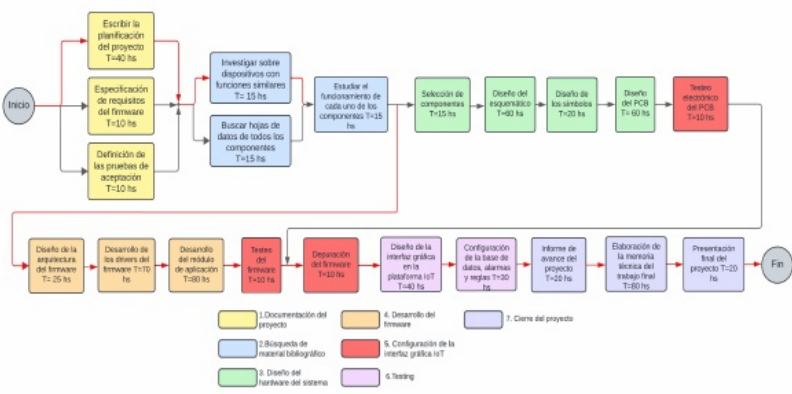 Escribir la
planificación
del proyecto
T=40 hs
Inicio
Especificación
de requisitos
del firmware
T=10 hs
Definición de
las pruebas de
aceptación
T=10 hs
Investigar sobre
dispositivos con
funciones similares
T= 15 hs
Buscar hojas de
datos de todos los
componentes
T=15 hs
Estudiar el
funcionamiento de
cada uno de los
componentes T=15
hs
Selección de
componentes
T=15 hs
Diseño del
esquemático
T=60 hs
Diseño de
los símbolos
T=20 hs
Diseño
del PCB
T= 60 hs
Testeo
electrónico
del PCB
T=10 hs
Diseño de la
arquitectura
del firmware
T= 25 hs
Desarrollo de
los drivers del
firmware T=70
hs
Desarrollo del
módulo de
aplicación
T=80 hs
Testeo
del
firmware
T=10 hs
Depuración
del firmware
T=10 hs
Diseño de la
interfaz gráfica
en la
plataforma IoT
T=40 hs
Configuración
de la base de
datos, alarmas
y reglas T=30
hs
Informe de
avance del
proyecto
T=20 hs
Elaboración de
la memoria
técnica del
trabajo final
T=80 hs
Presentación
final del
proyecto T=20
hs
Fin
1.Documentación del
proyecto
2.Búsqueda de
material bibliográfico
3. Diseño del
hardware del sistema
4. Desarrollo del
firmware
5. Configuración de la
interfaz gráfica IoT
6.Testing
7. Cierre del proyecto